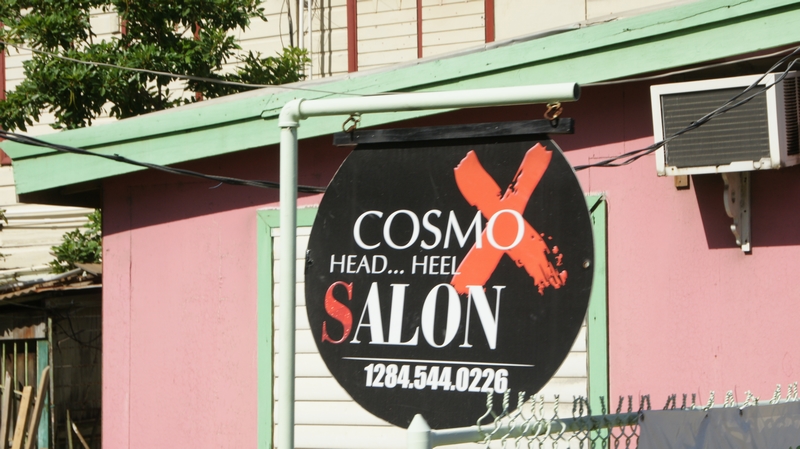 COSMO X
HEAD... HEEL
SALON
1284.544.0226